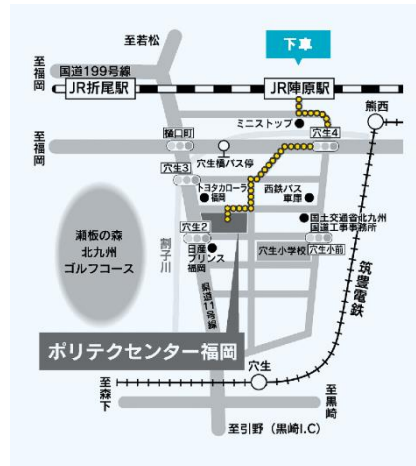 至若松
下車
至福岡
国道199号線
JR折尾駅
JR陣原駅
熊西
ミニストップ
樋口町
穴生4
至福岡
穴生橋バス停
穴生3
トヨタカローラ
福岡
西鉄バス
車庫
国土交通省北九州
国道工事事務所
穴生2
日産
プリンス
福岡
穴生小学校
穴生小前
瀬板の森
北九州
ゴルフコース
割子川
県道11号線
筑豊電鉄
ポリテクセンター福岡
穴生
至森下
至黒崎
至引野（黒崎I.C）